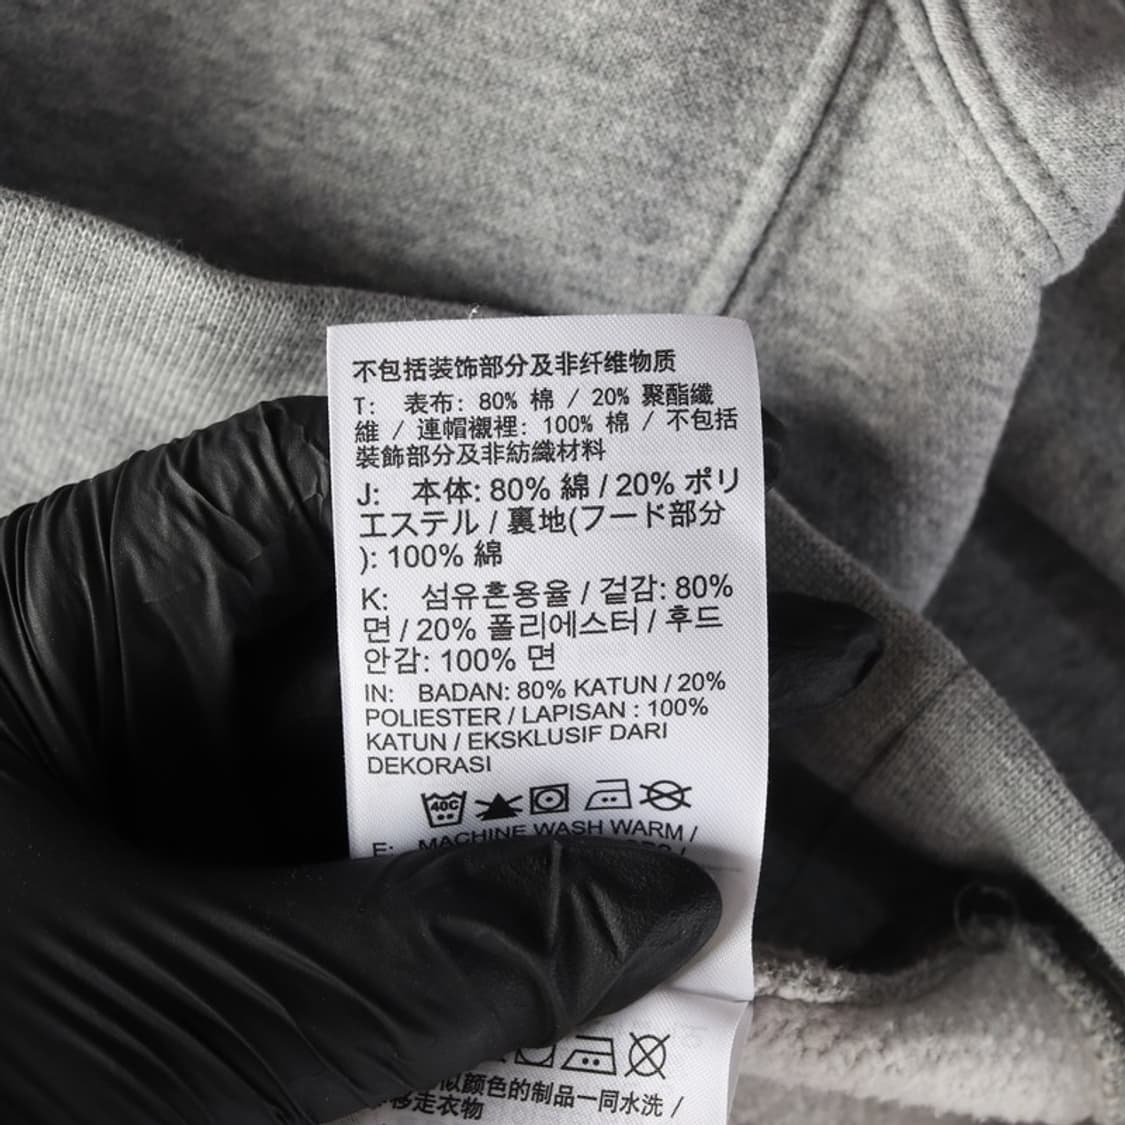 不包括装饰部分及非纤维物质
T: 表布: 80% 棉 / 20% 聚酯纖
維 / 連帽襯裡: 100% 棉 / 不包括
裝飾部分及非紡織材料
J: 本体: 80% 綿 / 20% ポリ
エステル / 裏地(フード部分
): 100% 綿
K: 섬유혼용율 / 겉감: 80%
면 / 20% 폴리에스터 / 후드
안감: 100% 면
IN: BADAN: 80% KATUN / 20%
POLIESTER / LAPISAN : 100%
KATUN / EKSKLUSIF DARI
DEKORASI
40C
E: MACHINE WASH WARM /
似颜色的制品一同水洗 /
移走衣物